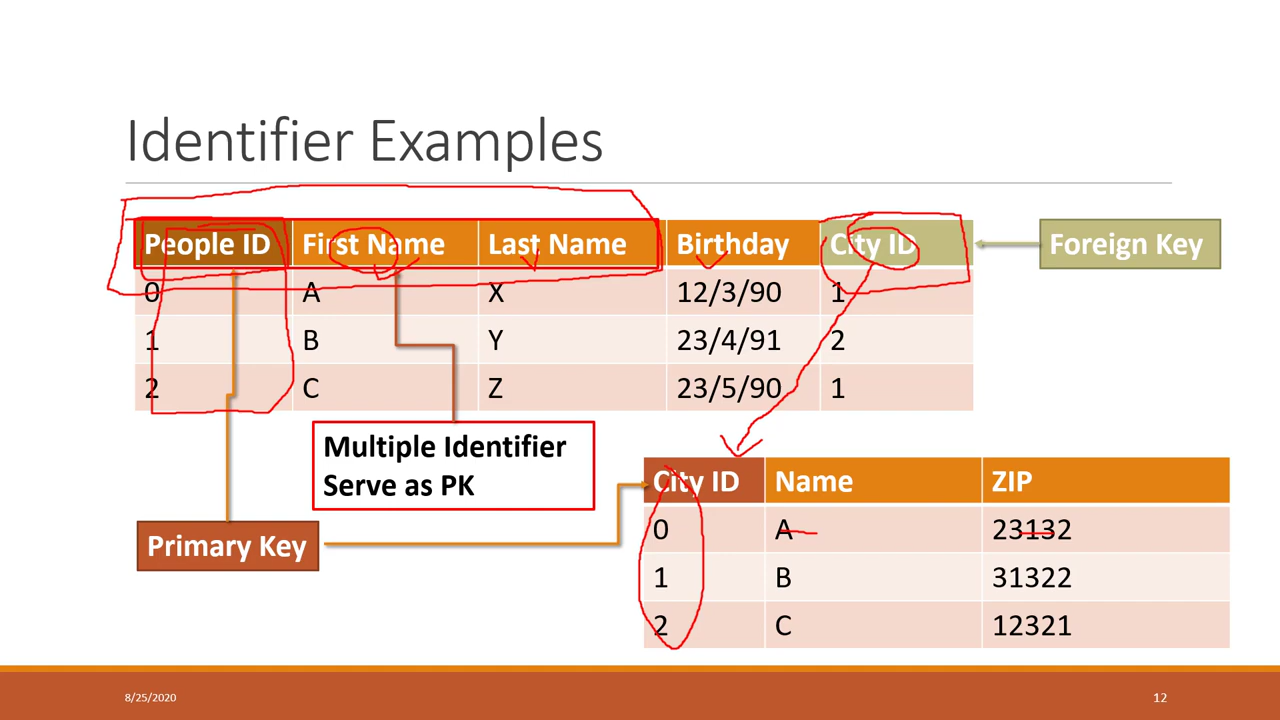 Identifier Examples
People ID First Name Last Name Birthday City ID
Foreign Key
0 A X 12/3/90 1
1 B Y 23/4/91 2
2 C Z 23/5/90 1
Multiple Identifier
Serve as PK
Primary Key
City ID Name ZIP
0 A 23132
1 B 31322
2 C 12321
8/25/2020
12